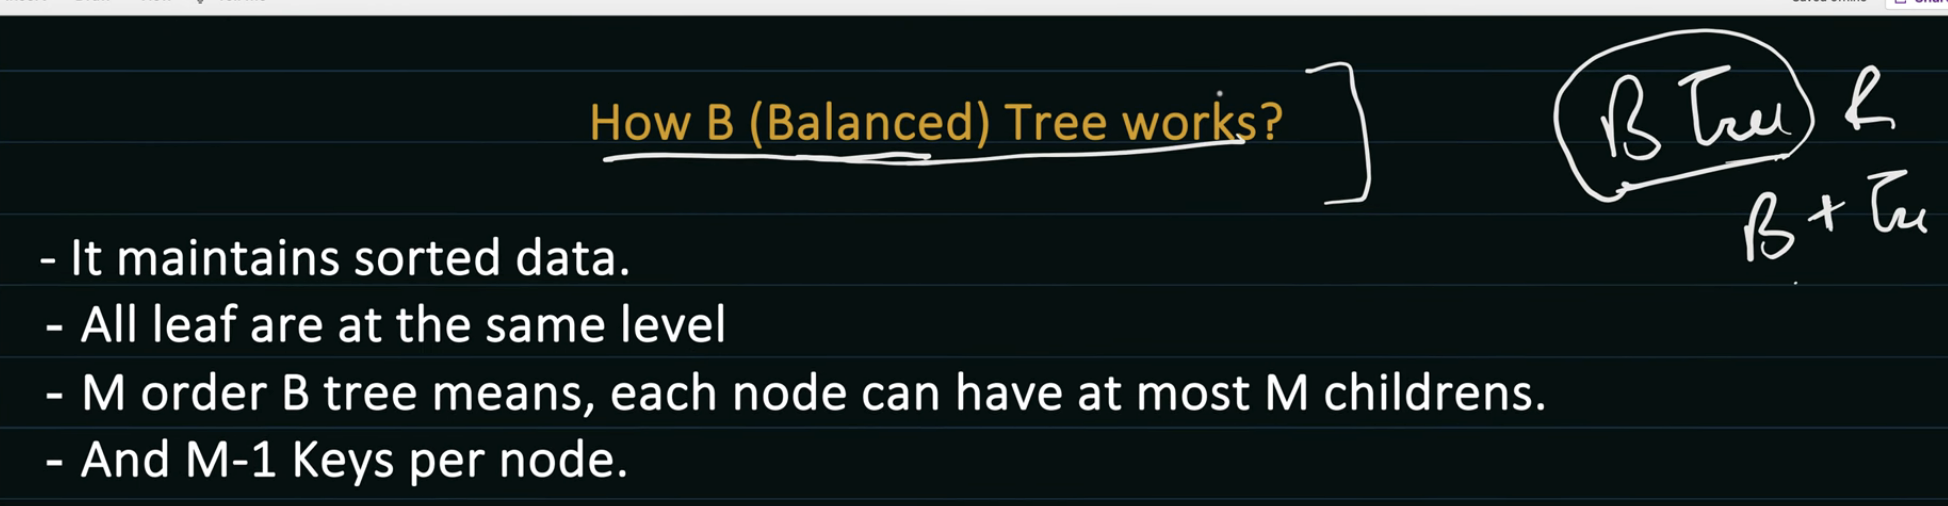 How B (Balanced) Tree works?
B Tree &
B + Tree
- It maintains sorted data.
- All leaf are at the same level
- M order B tree means, each node can have at most M childrens.
- And M-1 Keys per node.